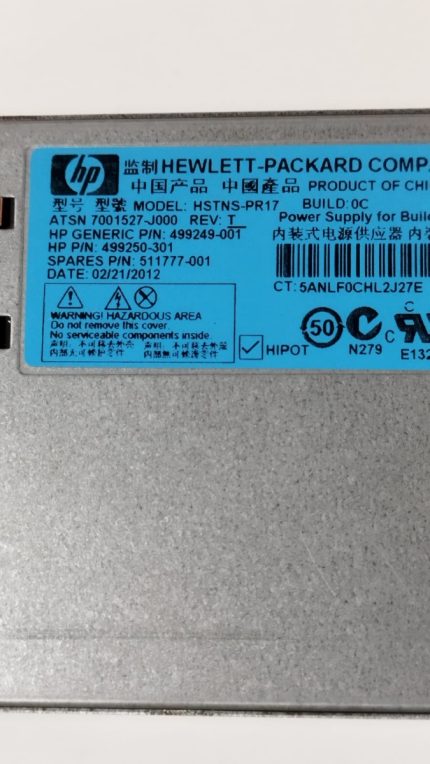 hp
监制 HEWLETT-PACKARD COMPA
中国产品 中國產品 PRODUCT OF CHI
型号 型號 MODEL: HSTNS-PR17 BUILD: 0C
ATSN 7001527-J000 REV: T
Power Supply for Build
HP GENERIC P/N: 499249-001
内装式电源供应器 内
HP P/N: 499250-301
SPARES P/N: 511777-001
DATE: 02/21/2012
CT: 5ANLF0CHL2J27E
WARNING! HAZARDOUS AREA
Do not remove this cover
No serviceable components inside.
HIPOT
50
N279
E132